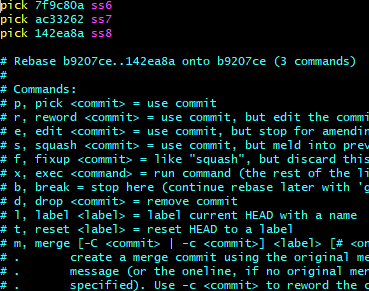 pick 7f9c80a ss6
pick ac33262 ss7
pick 142ea8a ss8

# Rebase b9207ce..142ea8a onto b9207ce (3 commands)
#
# Commands:
# p, pick <commit> = use commit
# r, reword <commit> = use commit, but edit the commi
# e, edit <commit> = use commit, but stop for amendin
# s, squash <commit> = use commit, but meld into prev
# f, fixup <commit> = like "squash", but discard this
# x, exec <command> = run command (the rest of the li
# b, break = stop here (continue rebase later with 'g
# d, drop <commit> = remove commit
# l, label <label> = label current HEAD with a name
# t, reset <label> = reset HEAD to a label
# m, merge [-C <commit> | -c <commit>] <label> [# <on
# .       create a merge commit using the original me
# .       message (or the oneline, if no original mer
# .       specified). Use -c <commit> to reword the c